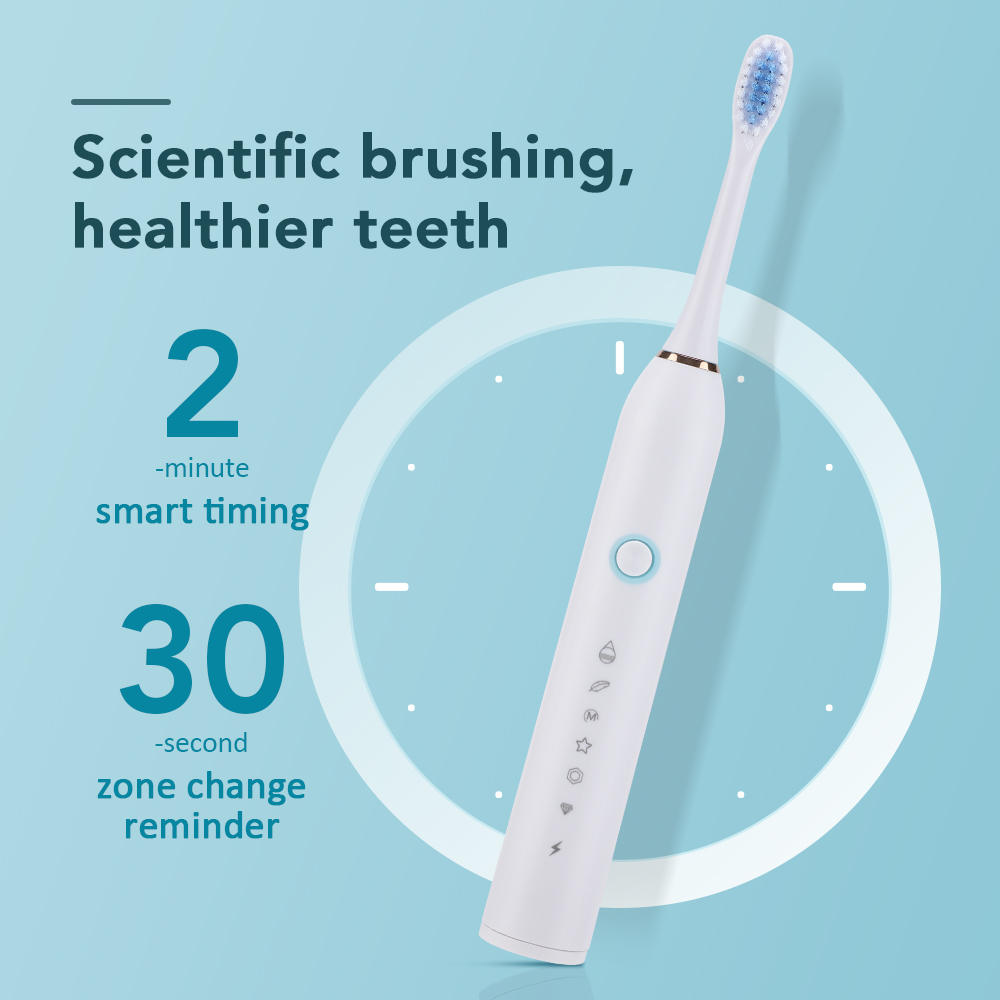 Scientific brushing,
healthier teeth
2
-minute
smart timing
30
-second
zone change
reminder
M